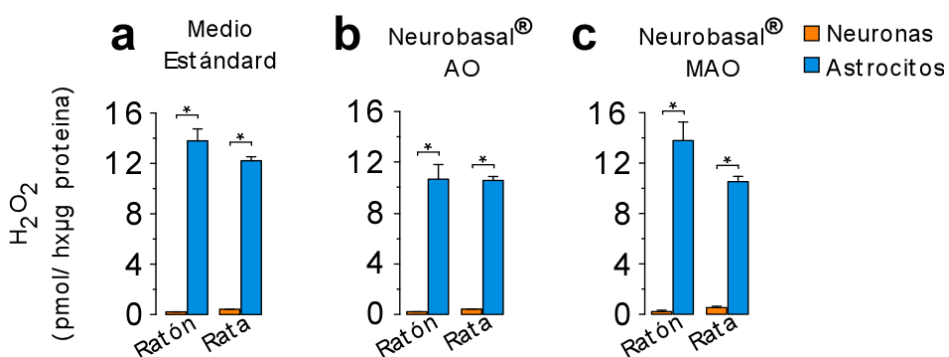 a
Medio
Estándard
b
Neurobasal®
AO
c
Neurobasal®
MAO
Neuronas
Astrocitos
H₂O₂
(pmol/ hxµg proteina)
16
12
8
4
0
*
*
Ratón
Rata
16
12
8
4
0
*
*
Ratón
Rata
16
12
8
4
0
*
*
Ratón
Rata